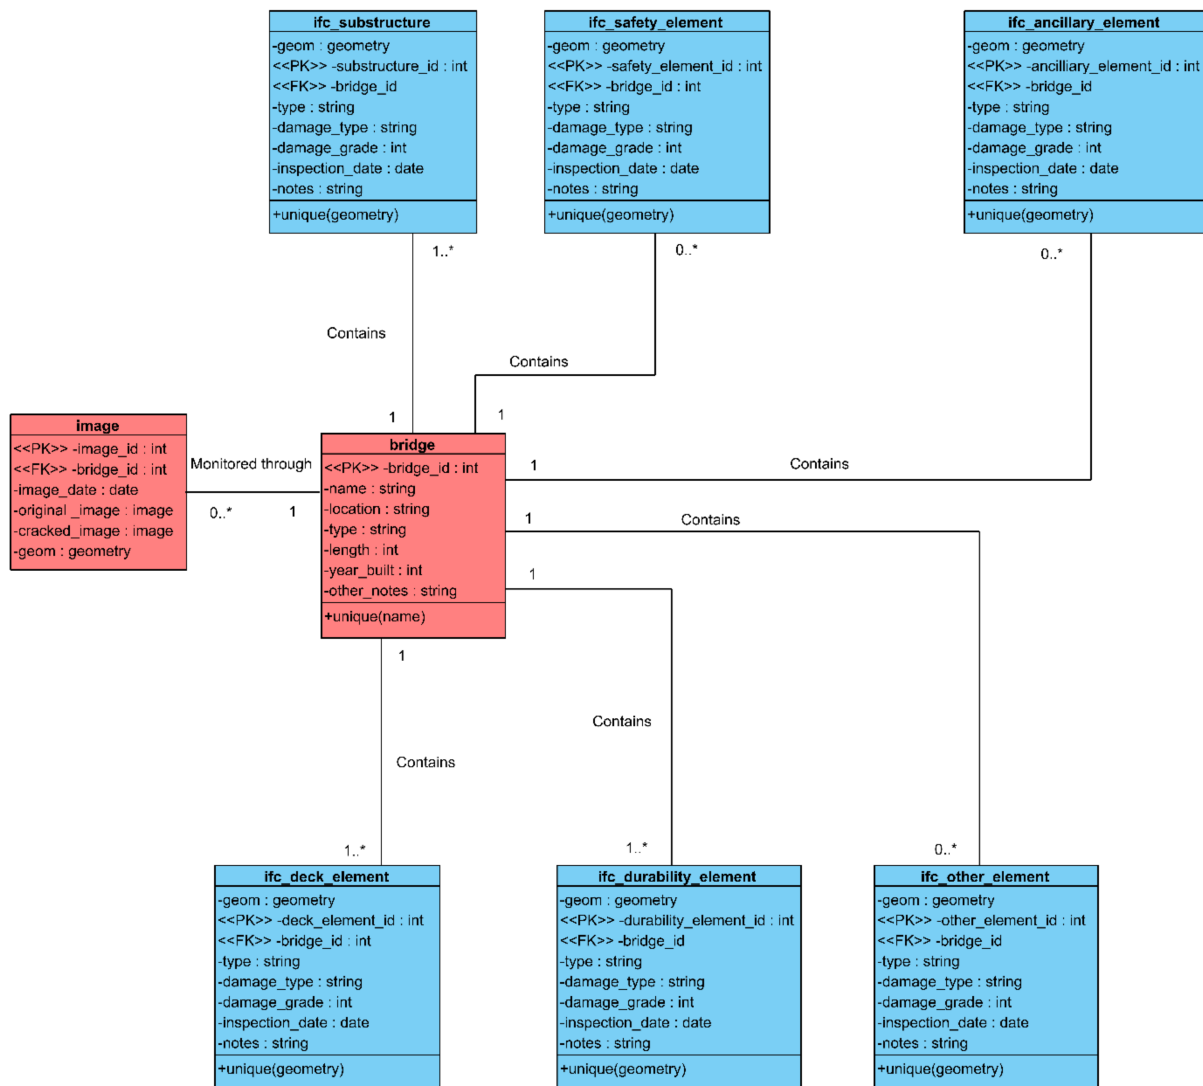 ifc_substructure
-geom : geometry
<<PK>> -substructure_id : int
<<FK>> -bridge_id
-type : string
-damage_type : string
-damage_grade : int
-inspection_date : date
-notes : string
+unique(geometry)
ifc_safety_element
-geom : geometry
<<PK>> -safety_element_id : int
<<FK>> -bridge_id : int
-type : string
-damage_type : string
-damage_grade : int
-inspection_date : date
-notes : string
+unique(geometry)
ifc_ancillary_element
-geom : geometry
<<PK>> -ancilliary_element_id : int
<<FK>> -bridge_id
-type : string
-damage_type : string
-damage_grade : int
-inspection_date : date
-notes : string
+unique(geometry)
1..*
0..*
0..*
Contains
Contains
1
1
image
<<PK>> -image_id : int
<<FK>> -bridge_id : int
-image_date : date
-original _image : image
-cracked_image : image
-geom : geometry
Monitored through
0..*
1
bridge
<<PK>> -bridge_id : int
-name : string
-location : string
-type : string
-length : int
-year_built : int
-other_notes : string
+unique(name)
1
Contains
1
Contains
1
1
Contains
Contains
1..*
1..*
0..*
ifc_deck_element
-geom : geometry
<<PK>> -deck_element_id : int
<<FK>> -bridge_id : int
-type : string
-damage_type : string
-damage_grade : int
-inspection_date : date
-notes : string
+unique(geometry)
ifc_durability_element
-geom : geometry
<<PK>> -durability_element_id : int
<<FK>> -bridge_id
-type : string
-damage_type : string
-damage_grade : int
-inspection_date : date
-notes : string
+unique(geometry)
ifc_other_element
-geom : geometry
<<PK>> -other_element_id : int
<<FK>> -bridge_id
-type : string
-damage_type : string
-damage_grade : int
-inspection_date : date
-notes : string
+unique(geometry)